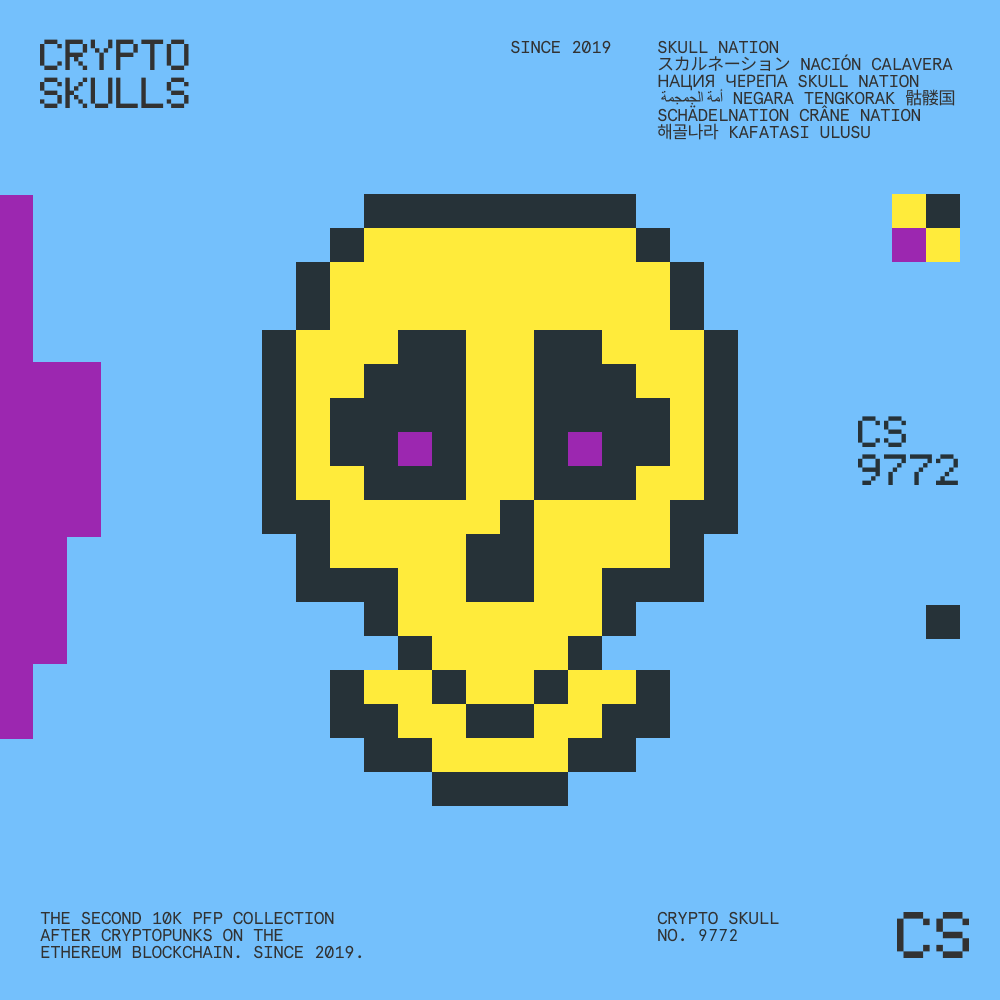 CRYPTO
SKULLS
SINCE 2019
SKULL NATION
スカルネーション NACIÓN CALAVERA
НАЦИЯ ЧЕРЕПА SKULL NATION
أمة الجمجمة NEGARA TENGKORAK 骷髅国
SCHÄDELNATION CRÂNE NATION
해골나라 KAFATASI ULUSU
CS
9772
THE SECOND 10K PFP COLLECTION
AFTER CRYPTOPUNKS ON THE
ETHEREUM BLOCKCHAIN. SINCE 2019.
CRYPTO SKULL
NO. 9772
CS